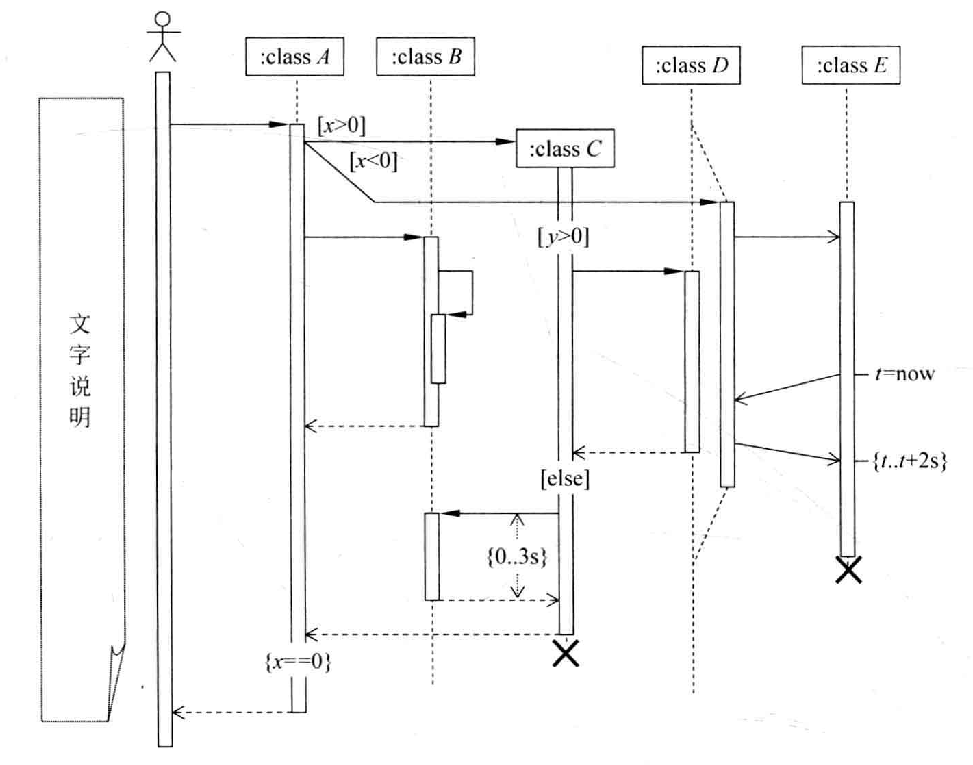 :class A
:class B
:class D
:class E
[x>0]
:class C
[x<0]
[y>0]
文字说明
t=now
{t..t+2s}
[else]
{0..3s}
{x==0}